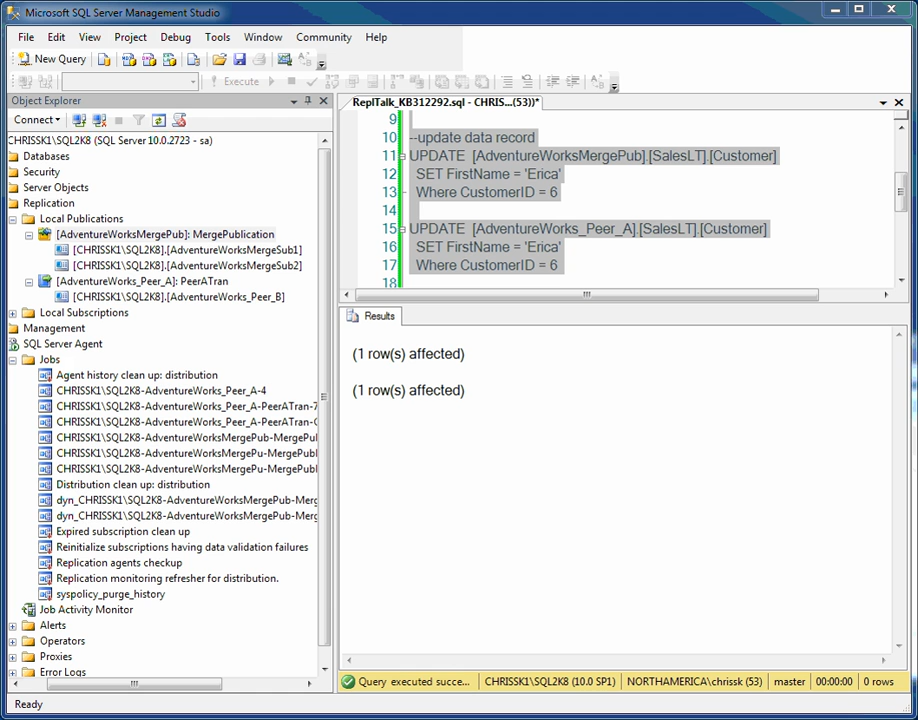 Microsoft SQL Server Management Studio
File Edit View Project Debug Tools Window Community Help
New Query
Execute
Object Explorer
Connect
CHRISSK1\SQL2K8 (SQL Server 10.0.2723 - sa)
Databases
Security
Server Objects
Replication
Local Publications
[AdventureWorksMergePub]: MergePublication
[CHRISSK1\SQL2K8].[AdventureWorksMergeSub1]
[CHRISSK1\SQL2K8].[AdventureWorksMergeSub2]
[AdventureWorks_Peer_A]: PeerATran
[CHRISSK1\SQL2K8].[AdventureWorks_Peer_B]
Local Subscriptions
Management
SQL Server Agent
Jobs
Agent history clean up: distribution
CHRISSK1\SQL2K8-AdventureWorks_Peer_A-4
CHRISSK1\SQL2K8-AdventureWorks_Peer_A-PeerATran-7
CHRISSK1\SQL2K8-AdventureWorks_Peer_A-PeerATran-C
CHRISSK1\SQL2K8-AdventureWorksMergePub-MergePul
CHRISSK1\SQL2K8-AdventureWorksMergePu-MergePubl
CHRISSK1\SQL2K8-AdventureWorksMergePu-MergePubl
Distribution clean up: distribution
dyn_CHRISSK1\SQL2K8-AdventureWorksMergePub-Merg
dyn_CHRISSK1\SQL2K8-AdventureWorksMergePub-Merg
Expired subscription clean up
Reinitialize subscriptions having data validation failures
Replication agents checkup
Replication monitoring refresher for distribution.
syspolicy_purge_history
Job Activity Monitor
Alerts
Operators
Proxies
Error Logs
ReplTalk_KB312292.sql - CHRIS...(53))*
9
10 --update data record
11 UPDATE [AdventureWorksMergePub].[SalesLT].[Customer]
12 SET FirstName = 'Erica'
13 Where CustomerID = 6
14
15 UPDATE [AdventureWorks_Peer_A].[SalesLT].[Customer]
16 SET FirstName = 'Erica'
17 Where CustomerID = 6
18
Results
(1 row(s) affected)
(1 row(s) affected)
Query executed succe... CHRISSK1\SQL2K8 (10.0 SP1) NORTHAMERICA\chrissk (53) master 00:00:00 0 rows
Ready